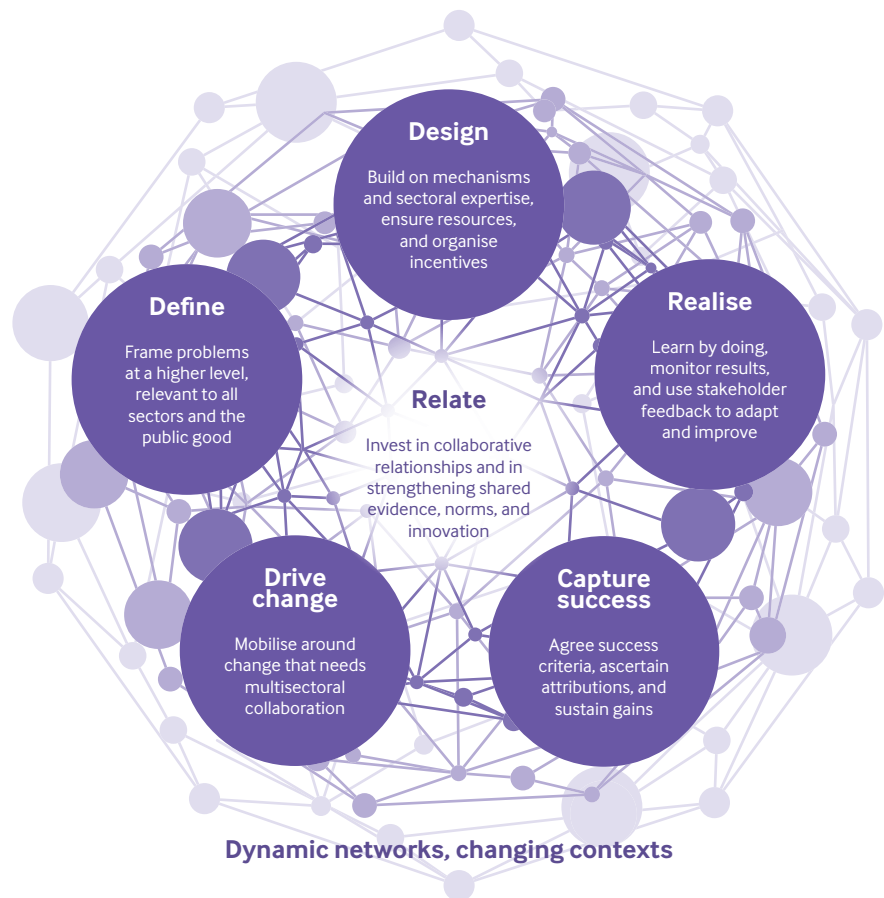 Design
Build on mechanisms
and sectoral expertise,
ensure resources,
and organise
incentives
Define
Frame problems
at a higher level,
relevant to all
sectors and the
public good
Realise
Learn by doing,
monitor results,
and use stakeholder
feedback to adapt
and improve
Relate
Invest in collaborative
relationships and in
strengthening shared
evidence, norms, and
innovation
Drive
change
Mobilise around
change that needs
multisectoral
collaboration
Capture
success
Agree success
criteria, ascertain
attributions, and
sustain gains
Dynamic networks, changing contexts